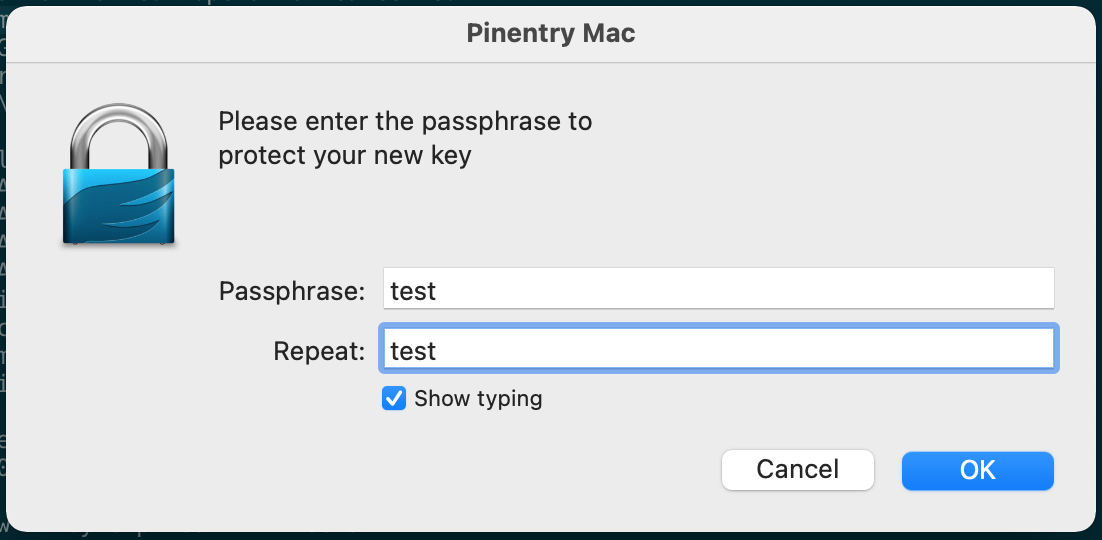 Pinentry Mac
Please enter the passphrase to
protect your new key
Passphrase: test
Repeat: test
Show typing
Cancel OK